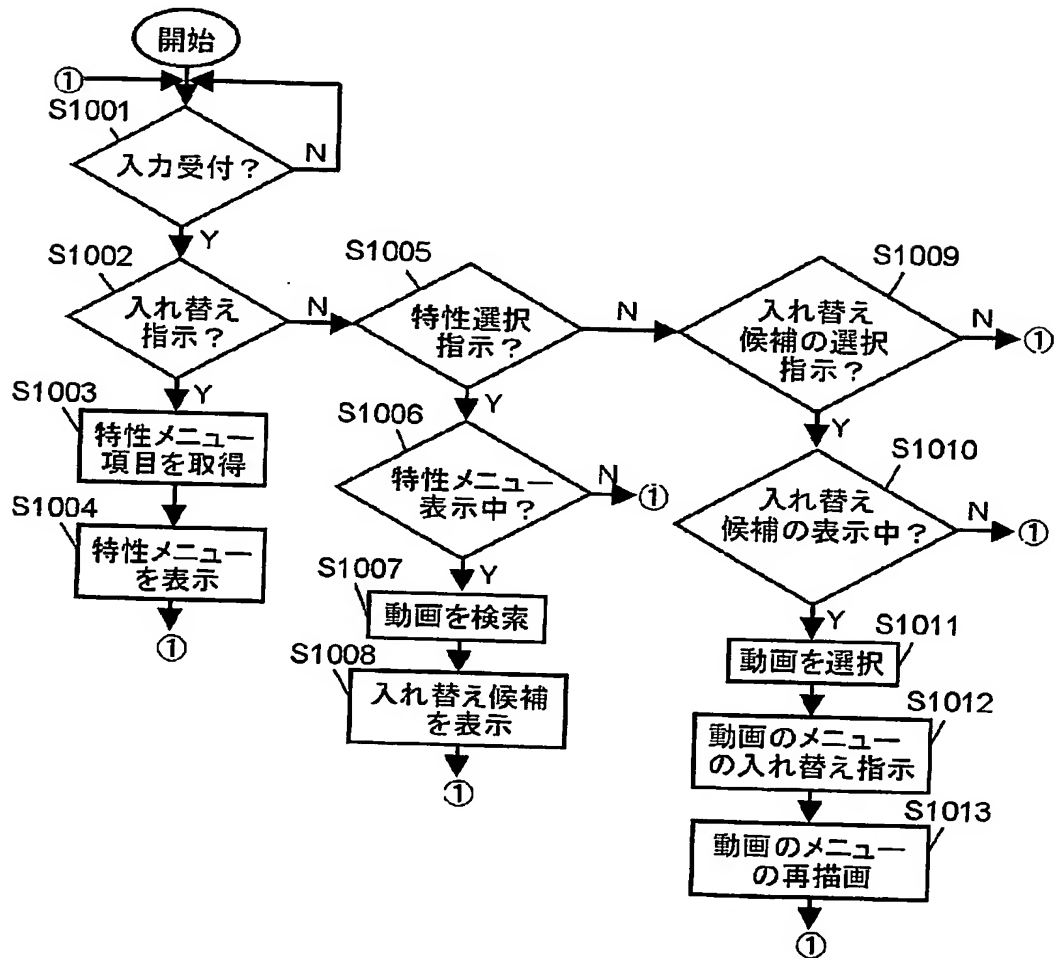 開始
①
S1001
入力受付?
N
Y
S1002
入れ替え
指示?
N
Y
S1003
特性メニュー
項目を取得
S1004
特性メニュー
を表示
①
S1005
特性選択
指示?
N
Y
S1006
特性メニュー
表示中?
N
①
Y
S1007
動画を検索
S1008
入れ替え候補
を表示
①
S1009
入れ替え
候補の選択
指示?
N
①
Y
S1010
入れ替え
候補の表示中?
N
①
Y
S1011
動画を選択
S1012
動画のメニュー
の入れ替え指示
S1013
動画のメニュー
の再描画
①